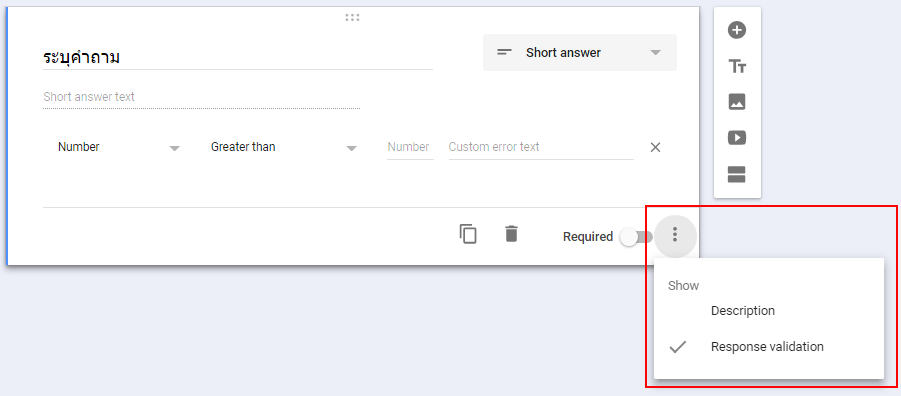 ระบุคำถาม
Short answer
Short answer text
Number Greater than Number Custom error text
Required
Show
Description
Response validation